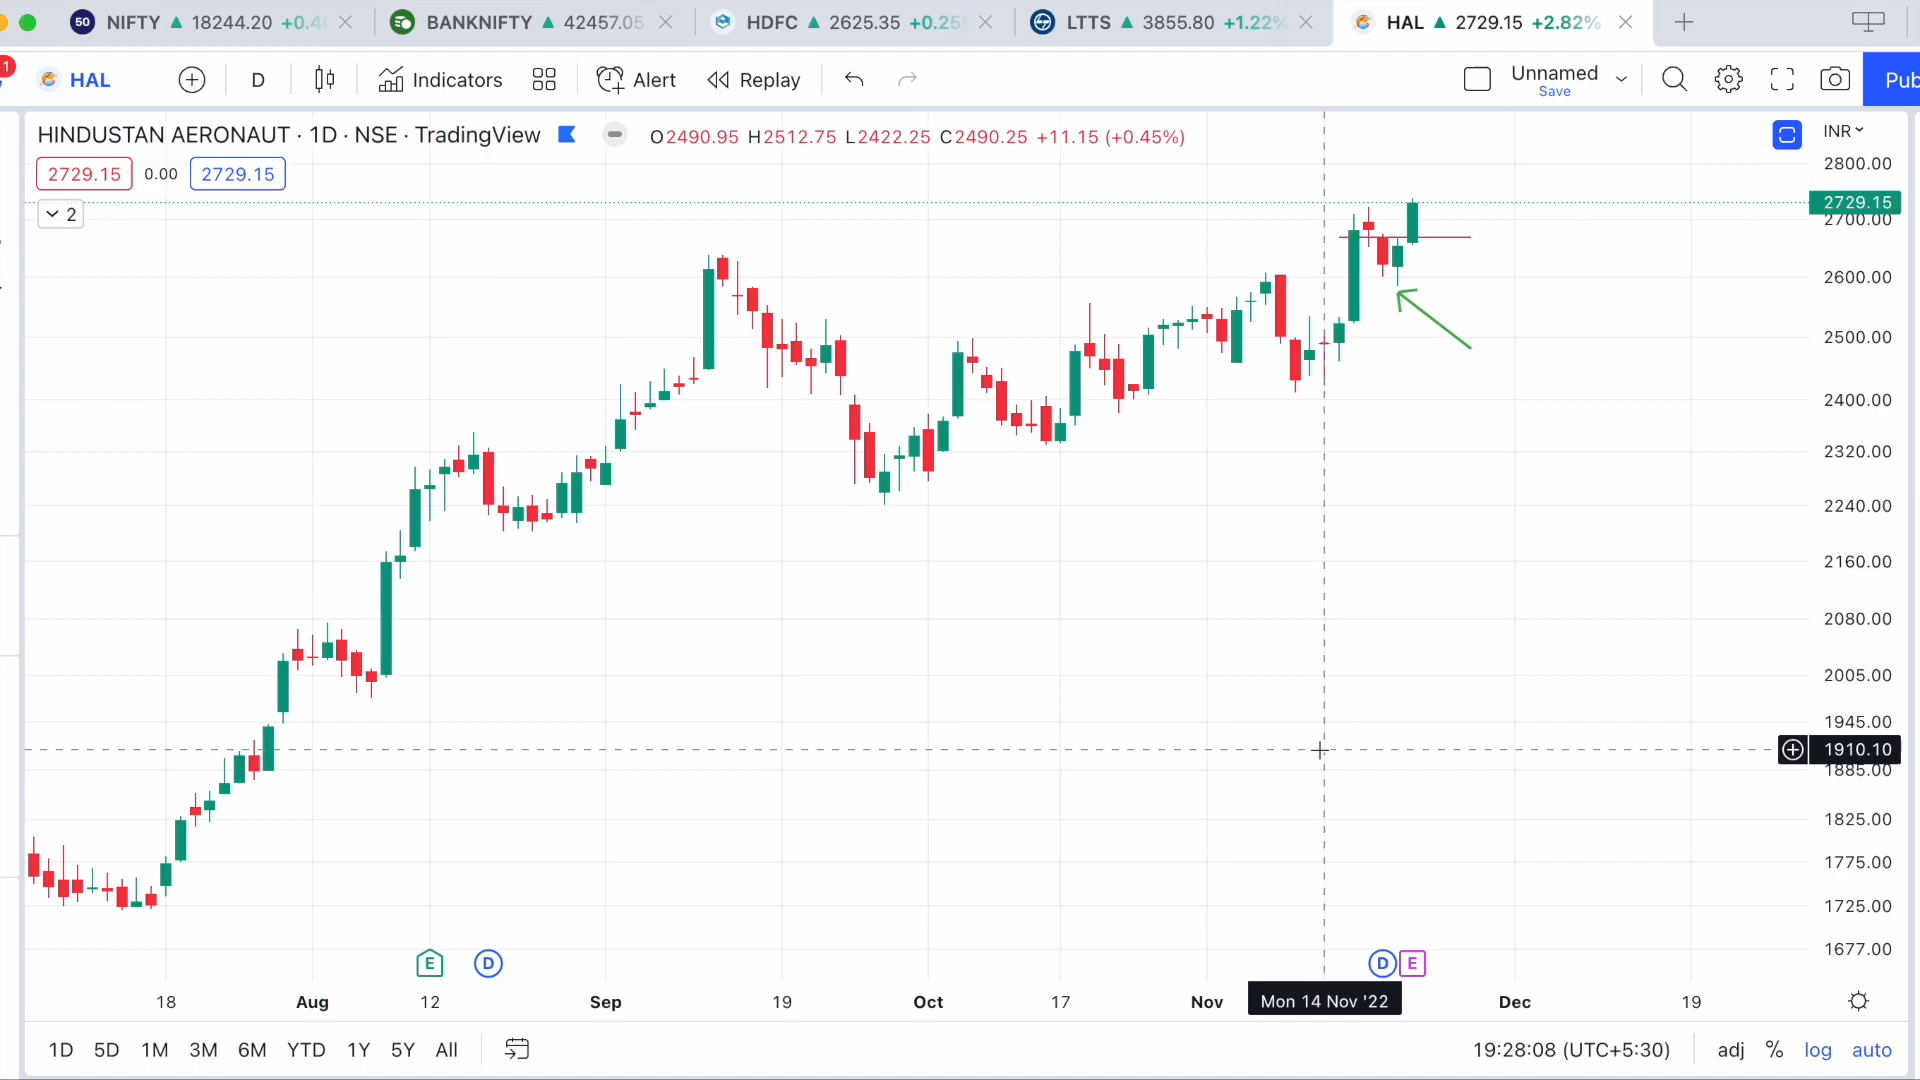 50 NIFTY ▲ 18244.20 +0.4
BANKNIFTY ▲ 42457.05
HDFC ▲ 2625.35 +0.25
LTTS ▲ 3855.80 +1.22%
HAL ▲ 2729.15 +2.82%
1
HAL
D
Indicators
Alert
Replay
Unnamed
Save
Pub
HINDUSTAN AERONAUT · 1D · NSE · TradingView
O2490.95 H2512.75 L2422.25 C2490.25 +11.15 (+0.45%)
INR
2729.15 0.00 2729.15
2
2800.00
2729.15
2700.00
2600.00
2500.00
2400.00
2320.00
2240.00
2160.00
2080.00
2005.00
1945.00
1910.10
1885.00
1825.00
1775.00
1725.00
1677.00
E D D E
18 Aug 12 Sep 19 Oct 17 Nov Mon 14 Nov '22 Dec 19
1D 5D 1M 3M 6M YTD 1Y 5Y All
19:28:08 (UTC+5:30) adj % log auto